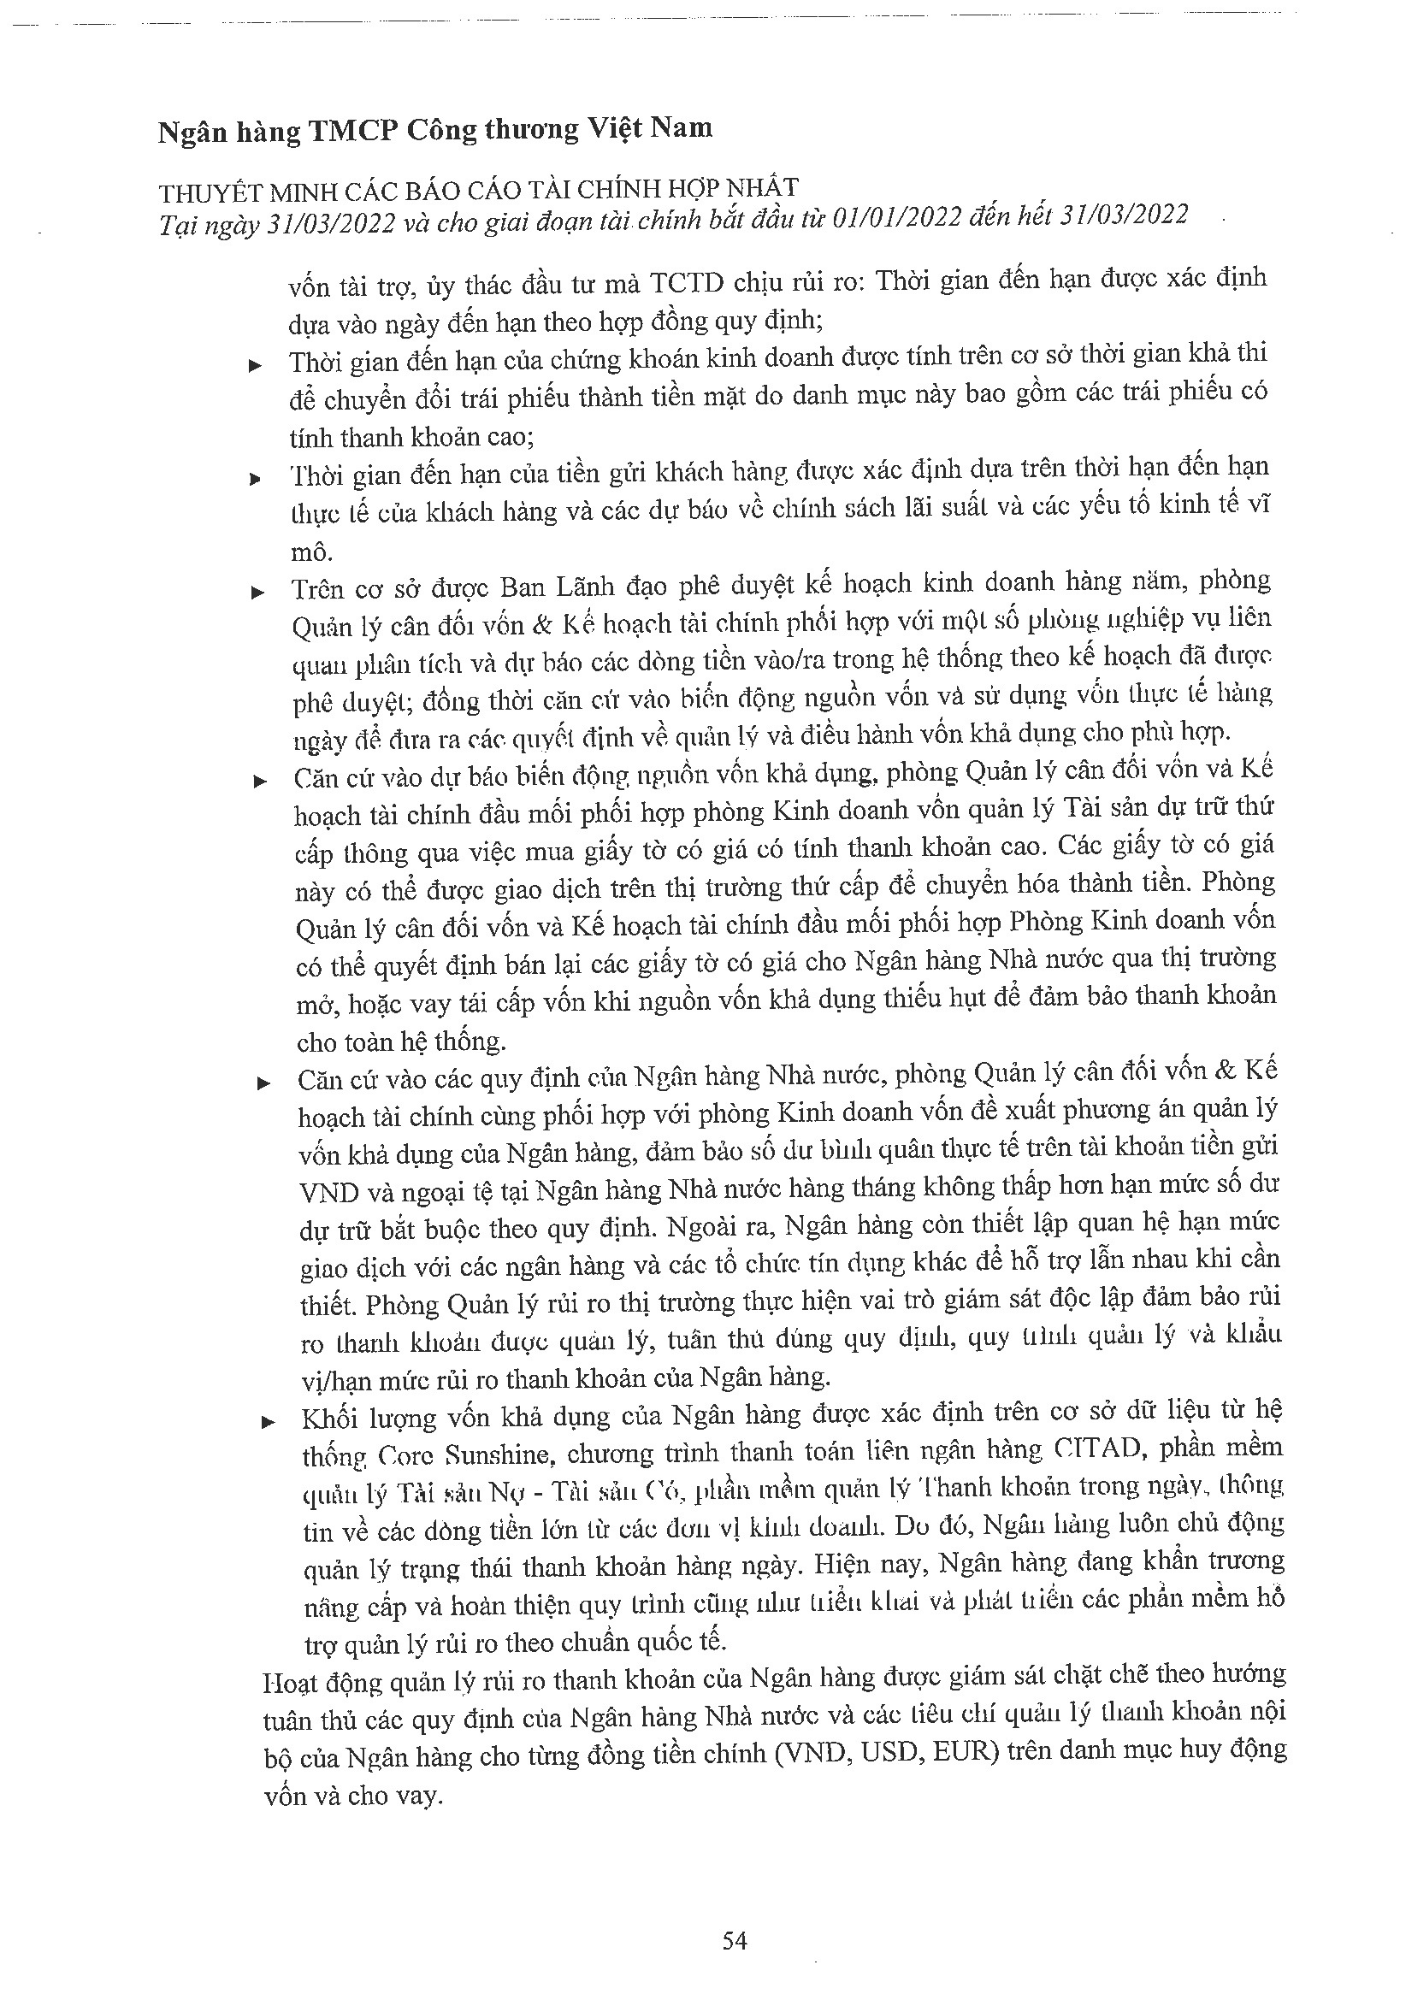 Ngân hàng TMCP Công thương Việt Nam
THUYẾT MINH CÁC BÁO CÁO TÀI CHÍNH HỢP NHẤT
Tại ngày 31/03/2022 và cho giai đoạn tài chính bắt đầu từ 01/01/2022 đến hết 31/03/2022
vốn tài trợ, ủy thác đầu tư mà TCTD chịu rủi ro: Thời gian đến hạn được xác định
dựa vào ngày đến hạn theo hợp đồng quy định;
► Thời gian đến hạn của chứng khoán kinh doanh được tính trên cơ sở thời gian khả thi
để chuyển đổi trái phiếu thành tiền mặt do danh mục này bao gồm các trái phiếu có
tính thanh khoản cao;
► Thời gian đến hạn của tiền gửi khách hàng được xác định dựa trên thời hạn đến hạn
thực tế của khách hàng và các dự báo về chính sách lãi suất và các yếu tố kinh tế vĩ
mô.
► Trên cơ sở được Ban Lãnh đạo phê duyệt kế hoạch kinh doanh hàng năm, phòng
Quản lý cân đối vốn & Kế hoạch tài chính phối hợp với một số phòng nghiệp vụ liên
quan phân tích và dự báo các dòng tiền vào/ra trong hệ thống theo kế hoạch đã được
phê duyệt; đồng thời căn cứ vào biến động nguồn vốn và sử dụng vốn thực tế hàng
ngày để đưa ra các quyết định về quản lý và điều hành vốn khả dụng cho phù hợp.
► Căn cứ vào dự báo biến động nguồn vốn khả dụng, phòng Quản lý cân đối vốn và Kế
hoạch tài chính đầu mối phối hợp phòng Kinh doanh vốn quản lý Tài sản dự trữ thứ
cấp thông qua việc mua giấy tờ có giá có tính thanh khoản cao. Các giấy tờ có giá
này có thể được giao dịch trên thị trường thứ cấp để chuyển hóa thành tiền. Phòng
Quản lý cân đối vốn và Kế hoạch tài chính đầu mối phối hợp Phòng Kinh doanh vốn
có thể quyết định bán lại các giấy tờ có giá cho Ngân hàng Nhà nước qua thị trường
mở, hoặc vay tái cấp vốn khi nguồn vốn khả dụng thiếu hụt để đảm bảo thanh khoản
cho toàn hệ thống.
► Căn cứ vào các quy định của Ngân hàng Nhà nước, phòng Quản lý cân đối vốn & Kế
hoạch tài chính cùng phối hợp với phòng Kinh doanh vốn đề xuất phương án quản lý
vốn khả dụng của Ngân hàng, đảm bảo số dư bình quân thực tế trên tài khoản tiền gửi
VND và ngoại tệ tại Ngân hàng Nhà nước hàng tháng không thấp hơn hạn mức số dư
dự trữ bắt buộc theo quy định. Ngoài ra, Ngân hàng còn thiết lập quan hệ hạn mức
giao dịch với các ngân hàng và các tổ chức tín dụng khác để hỗ trợ lẫn nhau khi cần
thiết. Phòng Quản lý rủi ro thị trường thực hiện vai trò giám sát độc lập đảm bảo rủi
ro thanh khoản được quản lý, tuân thủ đúng quy định, quy trình quản lý và khẩu
vị/hạn mức rủi ro thanh khoản của Ngân hàng.
► Khối lượng vốn khả dụng của Ngân hàng được xác định trên cơ sở dữ liệu từ hệ
thống Core Sunshine, chương trình thanh toán liên ngân hàng CITAD, phần mềm
quản lý Tài sản Nợ - Tài sản Có, phần mềm quản lý Thanh khoản trong ngày, thông
tin về các dòng tiền lớn từ các đơn vị kinh doanh. Do đó, Ngân hàng luôn chủ động
quản lý trạng thái thanh khoản hàng ngày. Hiện nay, Ngân hàng đang khẩn trương
nâng cấp và hoàn thiện quy trình cũng như triển khai và phát triển các phần mềm hỗ
trợ quản lý rủi ro theo chuẩn quốc tế.
Hoạt động quản lý rủi ro thanh khoản của Ngân hàng được giám sát chặt chẽ theo hướng
tuân thủ các quy định của Ngân hàng Nhà nước và các tiêu chí quản lý thanh khoản nội
bộ của Ngân hàng cho từng đồng tiền chính (VND, USD, EUR) trên danh mục huy động
vốn và cho vay.
54